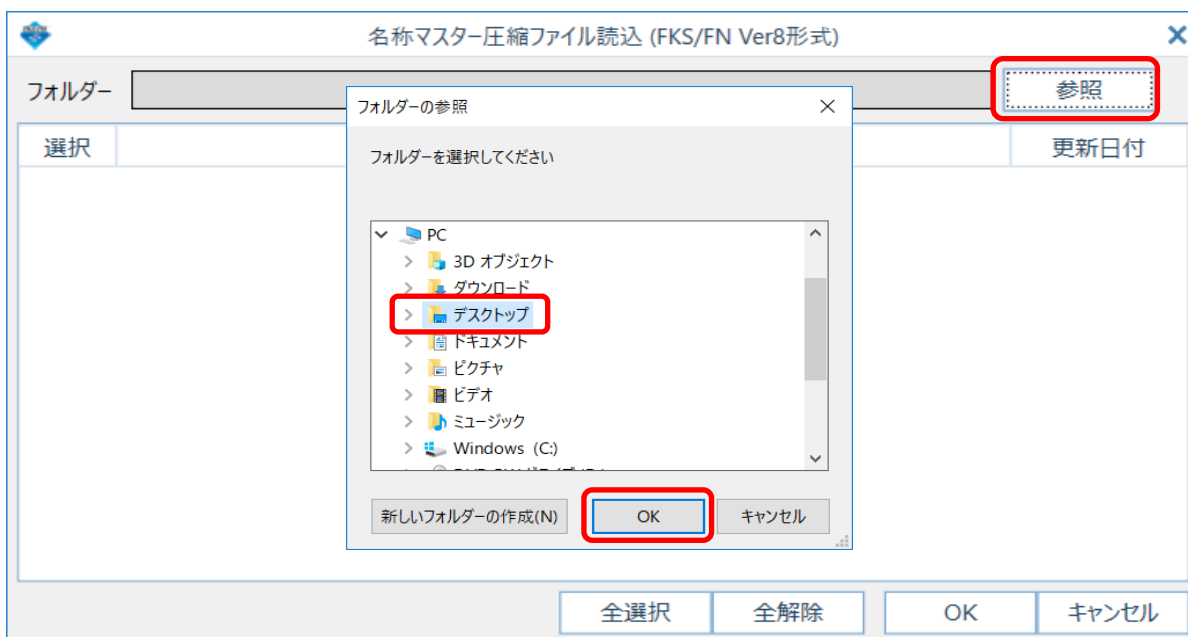 名称マスター圧縮ファイル読込 (FKS/FN Ver8形式)
フォルダー
参照
選択
更新日付
フォルダーの参照
フォルダーを選択してください
PC
3D オブジェクト
ダウンロード
デスクトップ
ドキュメント
ピクチャ
ビデオ
ミュージック
Windows (C:)
新しいフォルダーの作成(N)
OK
キャンセル
全選択
全解除
OK
キャンセル